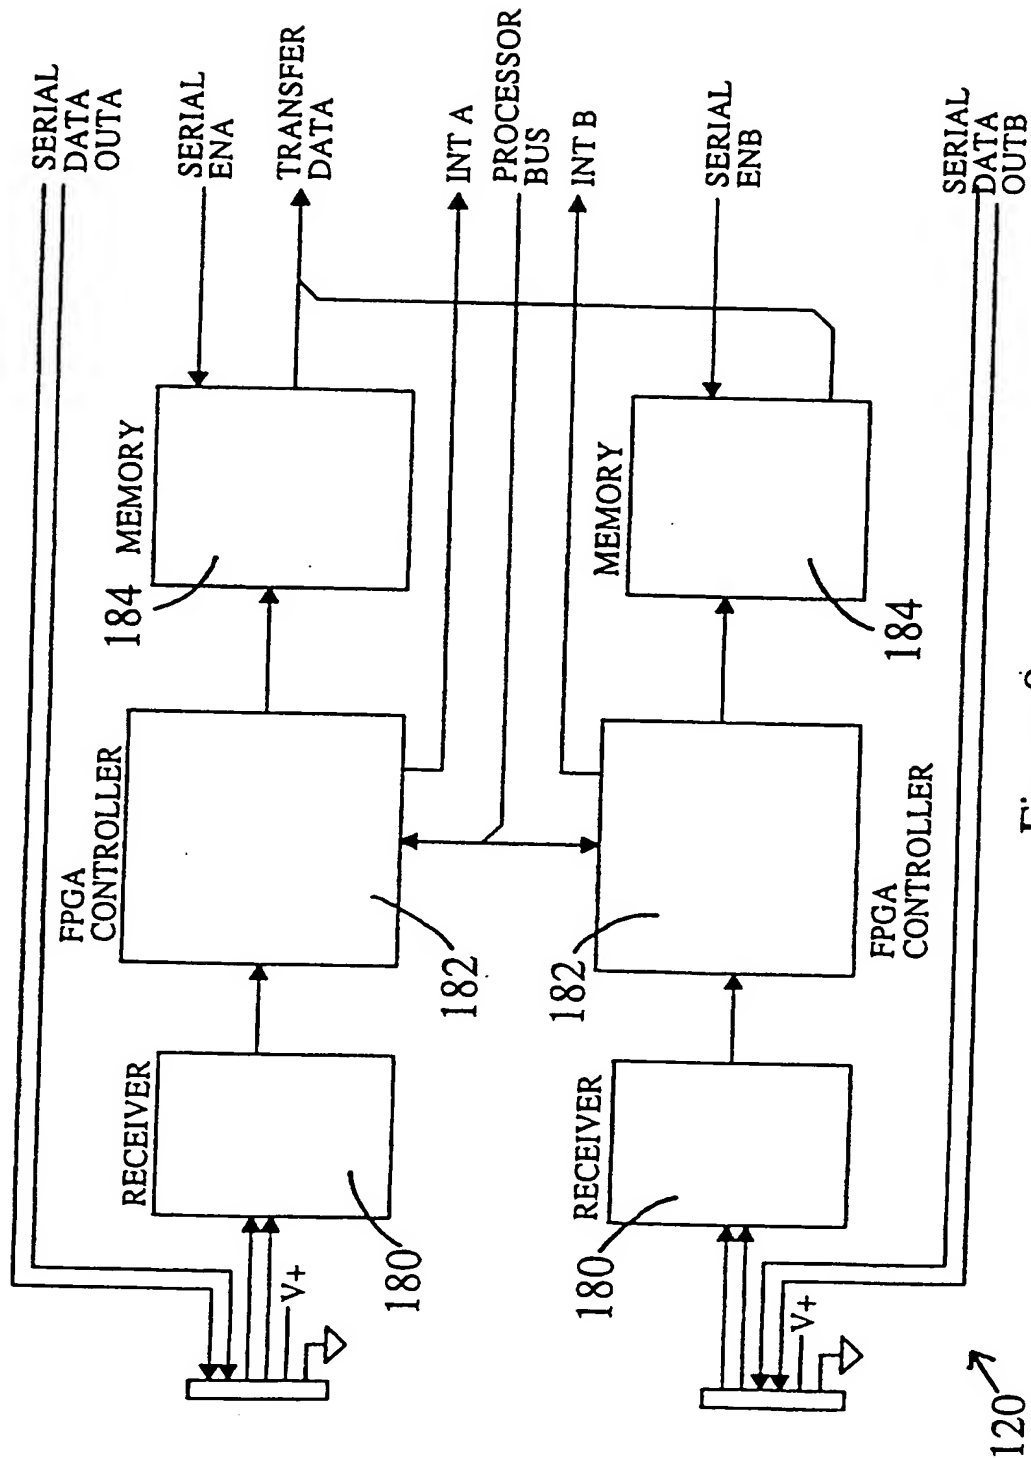 SERIAL
DATA
OUTA
SERIAL
ENA
TRANSFER
DATA
INT A
PROCESSOR
BUS
INT B
SERIAL
ENB
SERIAL
DATA
OUTB
MEMORY
184
MEMORY
184
FPGA
CONTROLLER
182
182
FPGA
CONTROLLER
RECEIVER
180
RECEIVER
180
V+
V+
120